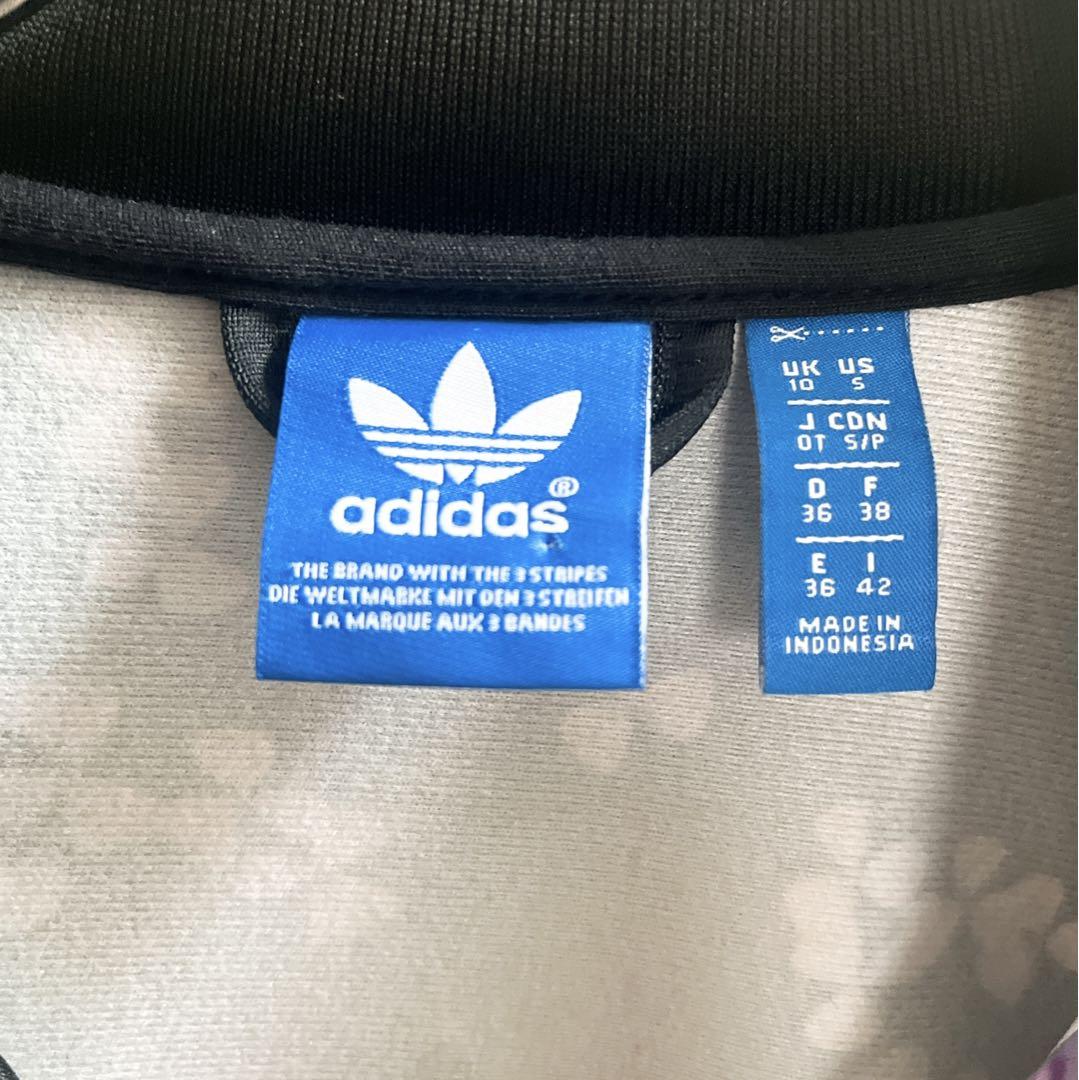 adidas®
THE BRAND WITH THE 3 STRIPES
DIE WELTMARKE MIT DEN 3 STREIFEN
LA MARQUE AUX 3 BANDES
UK US
10 S
J CDN
OT S/P
D F
36 38
E I
36 42
MADE IN
INDONESIA